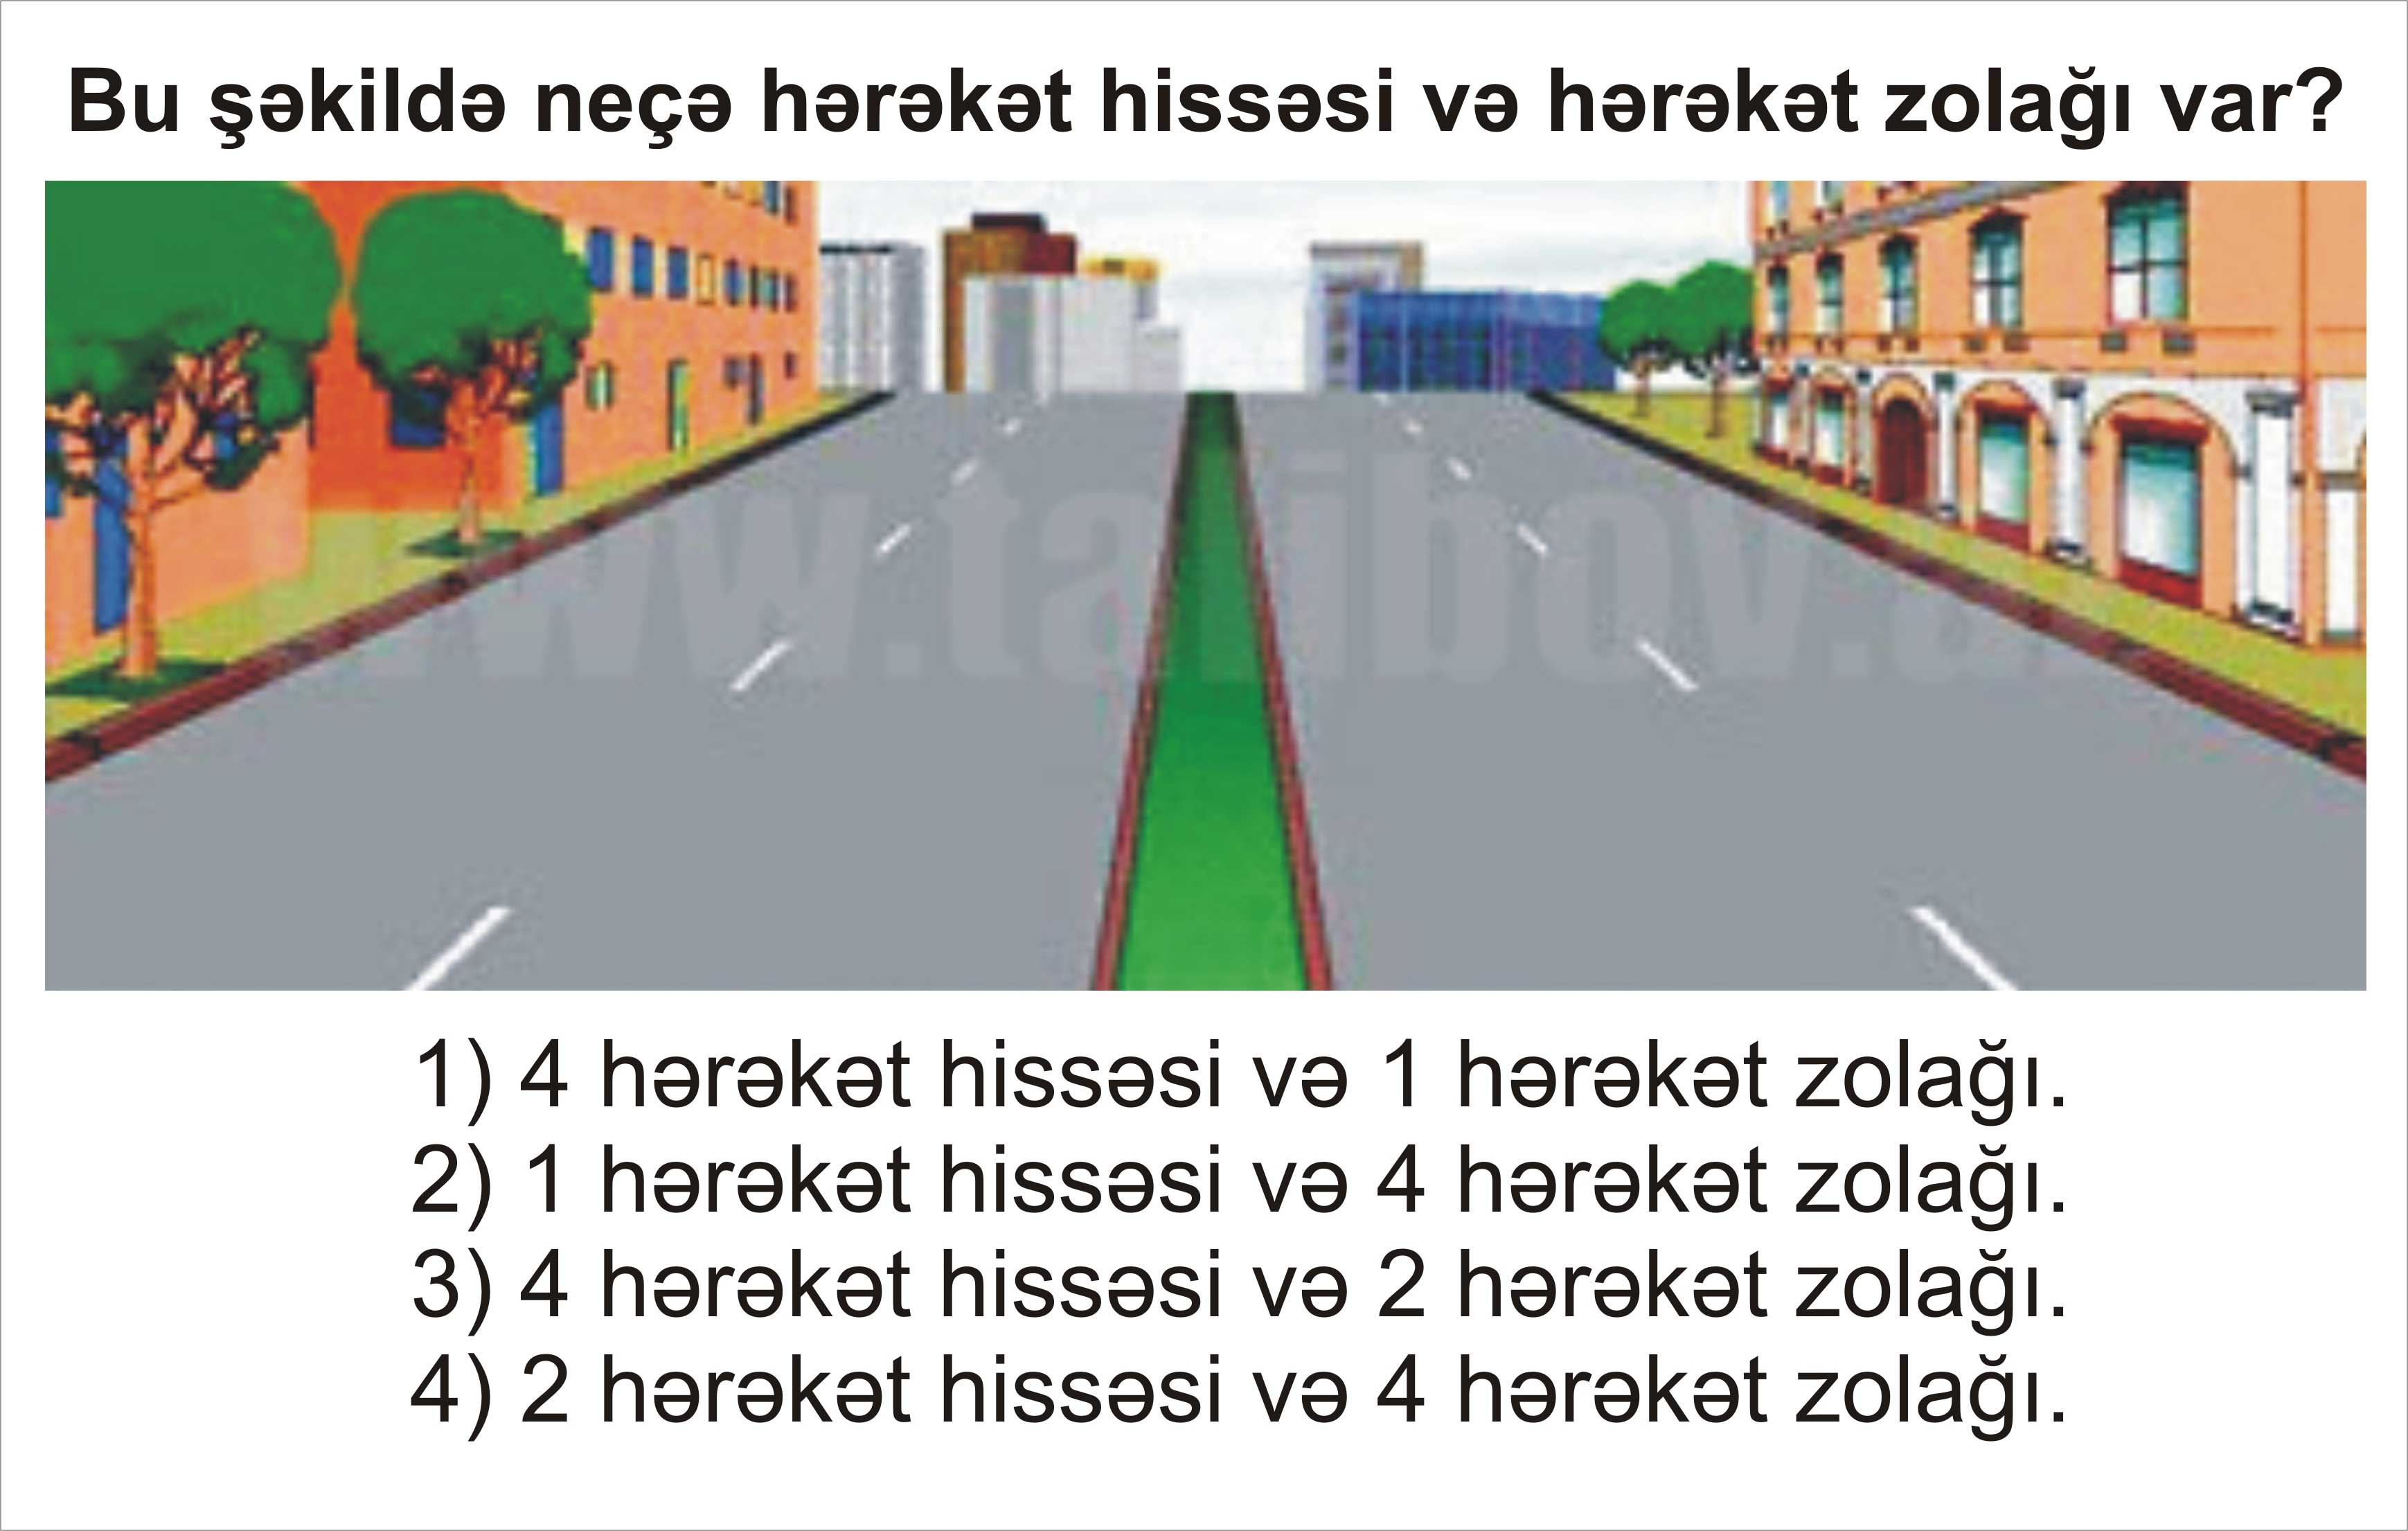 Bu şəkildə neçə hərəkət hissəsi və hərəkət zolağı var?
www.talibov.a
1) 4 hərəkət hissəsi və 1 hərəkət zolağı.
2) 1 hərəkət hissəsi və 4 hərəkət zolağı.
3) 4 hərəkət hissəsi və 2 hərəkət zolağı.
4) 2 hərəkət hissəsi və 4 hərəkət zolağı.